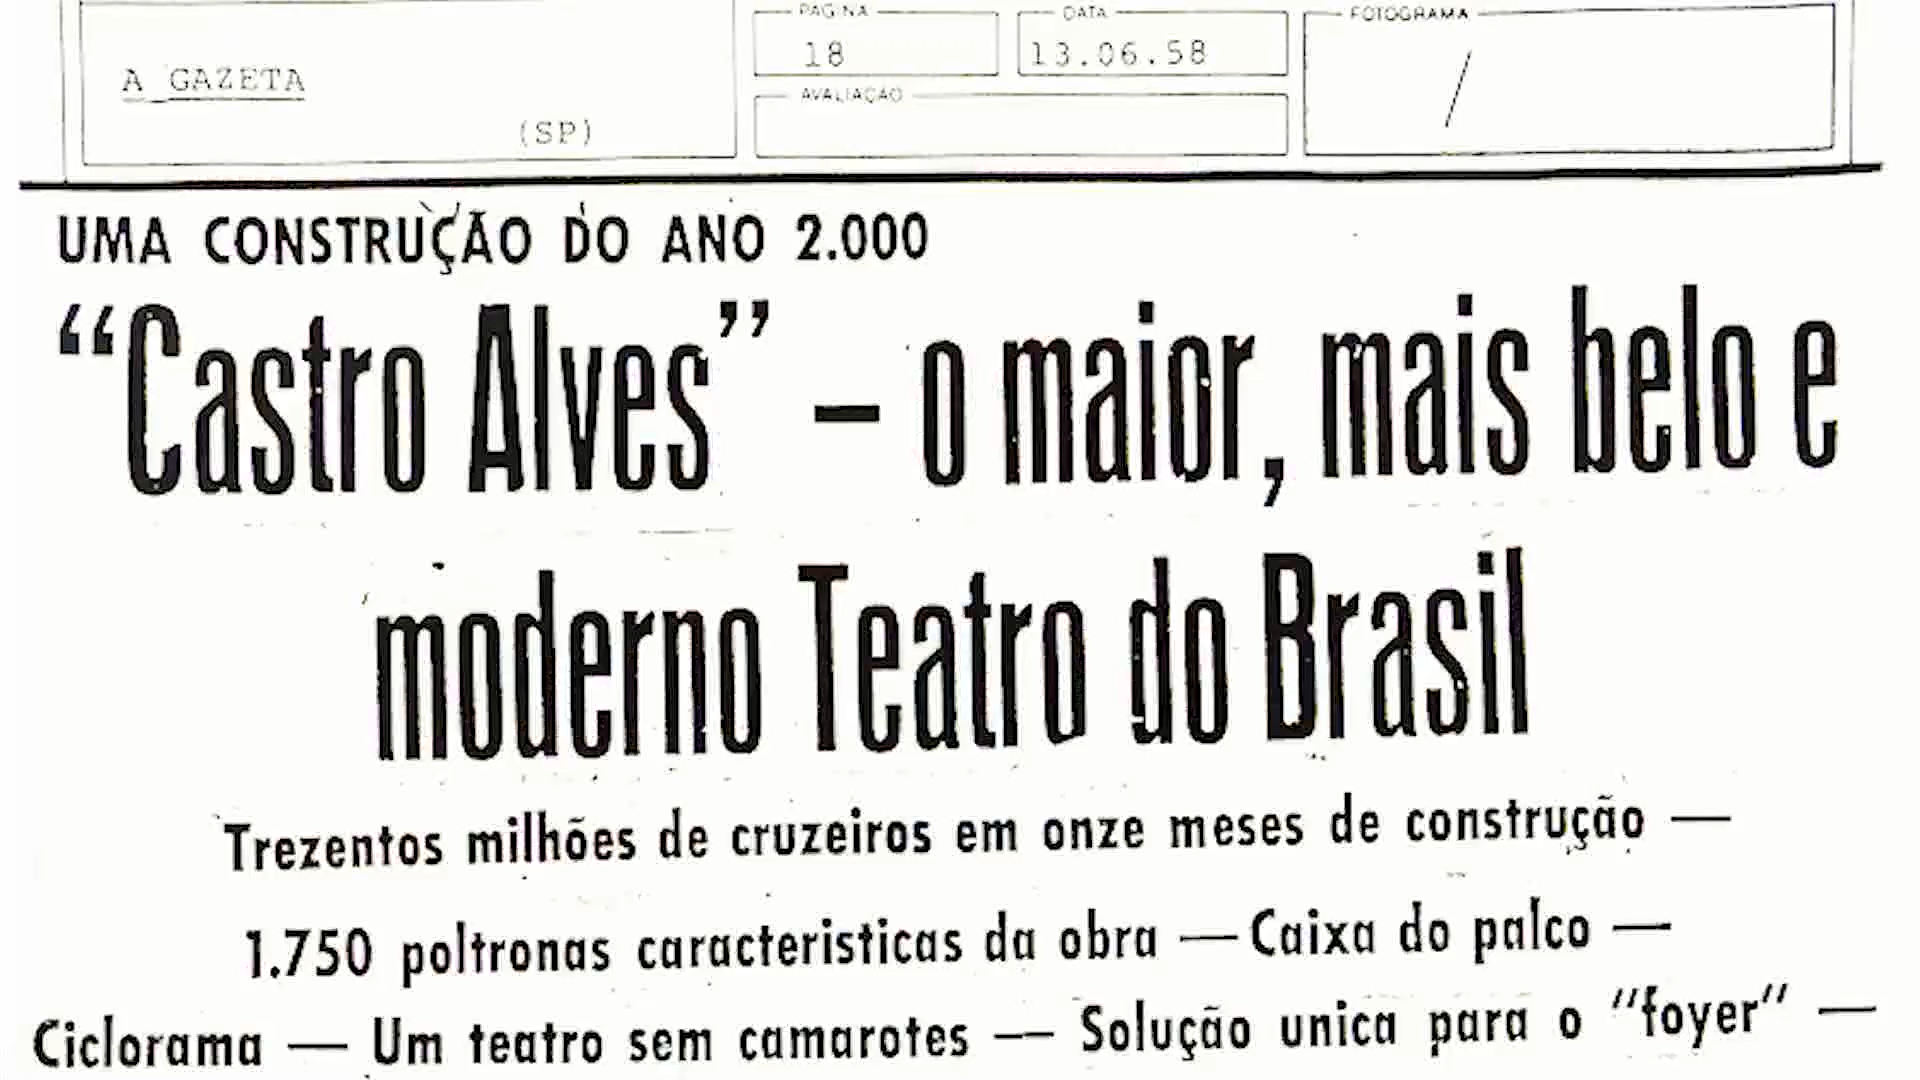 PAGINA DATA FOTOGRAMA
18 13.06.58 /
A GAZETA
AVALIAÇÃO
(SP)
UMA CONSTRUÇÃO DO ANO 2.000
“Castro Alves” – o maior, mais belo e
moderno Teatro do Brasil
Trezentos milhões de cruzeiros em onze meses de construção —
1.750 poltronas caracteristicas da obra — Caixa do palco —
Ciclorama — Um teatro sem camarotes — Solução unica para o "foyer" —